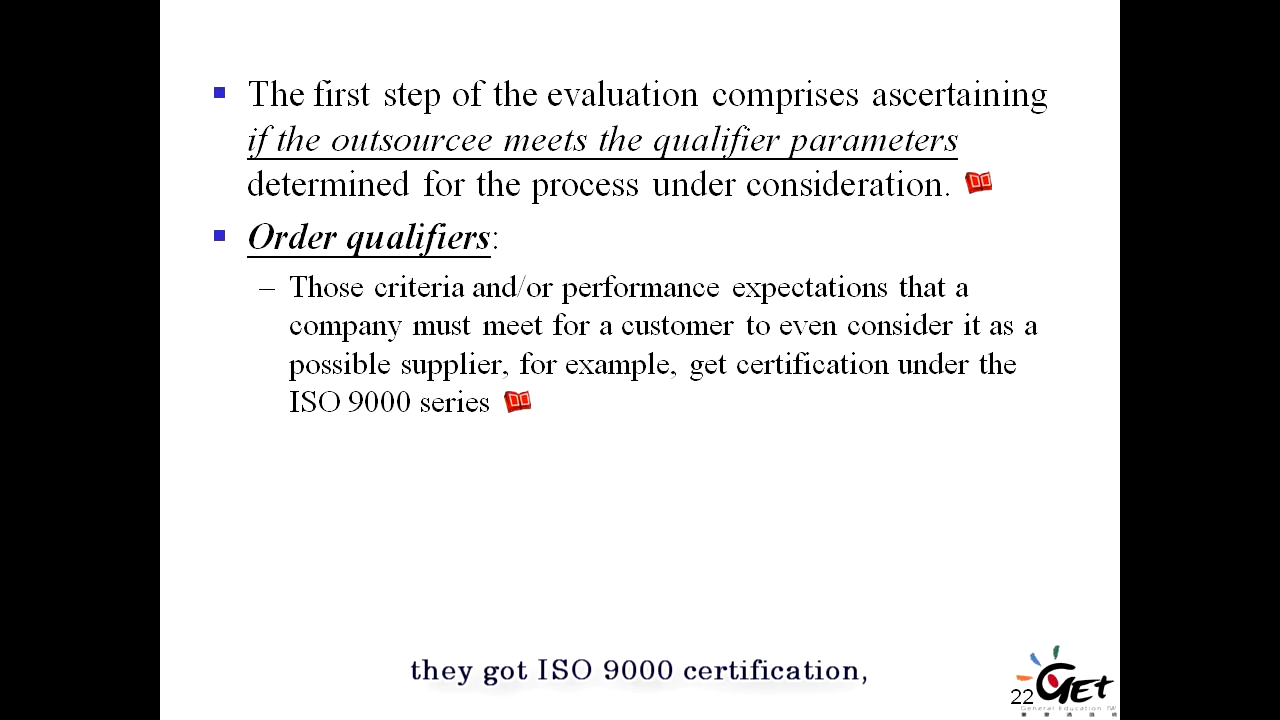 The first step of the evaluation comprises ascertaining
if the outsourcee meets the qualifier parameters
determined for the process under consideration.
Order qualifiers:
– Those criteria and/or performance expectations that a
company must meet for a customer to even consider it as a
possible supplier, for example, get certification under the
ISO 9000 series
they got ISO 9000 certification,
22
GET
General Education TW